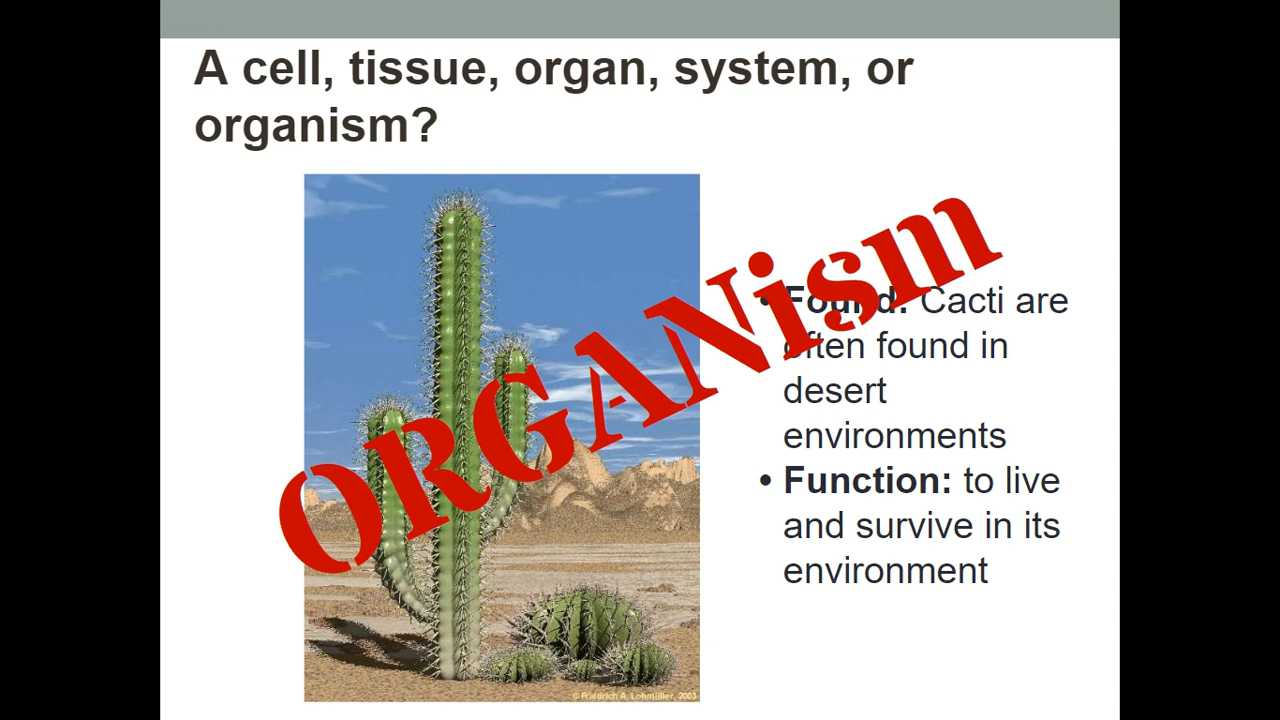 A cell, tissue, organ, system, or
organism?
ORGANism
• Found: Cacti are
often found in
desert
environments
• Function: to live
and survive in its
environment
© Friedrich A. Lohmüller, 2003